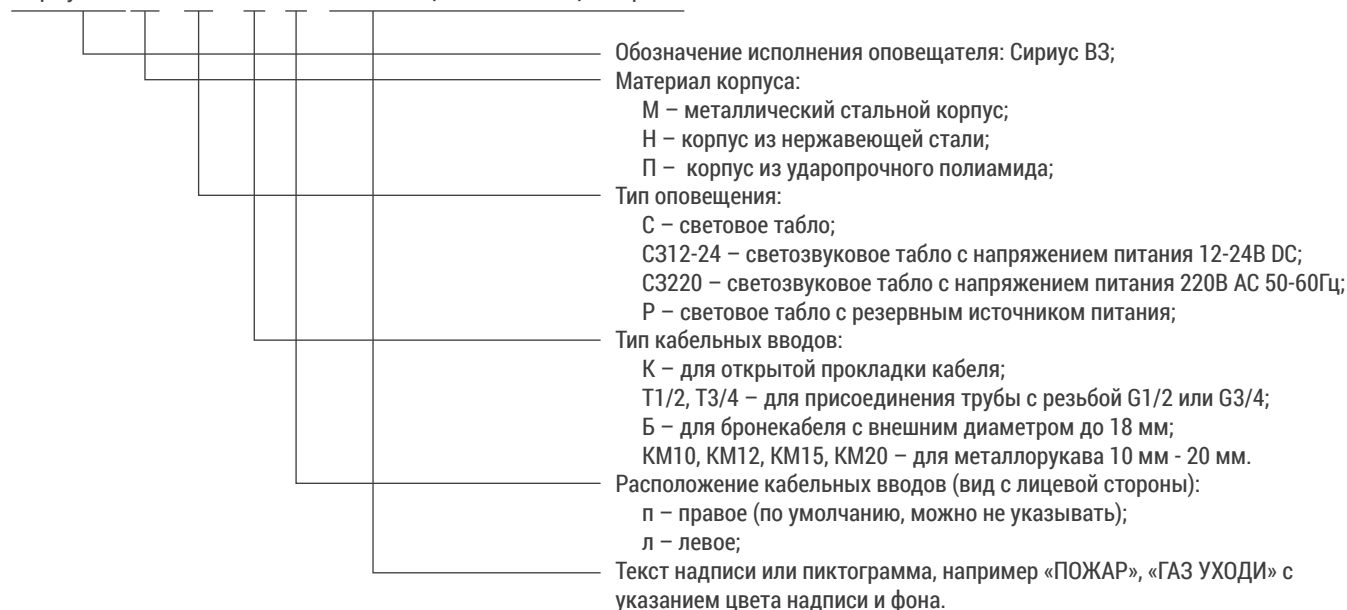 Обозначение исполнения оповещателя: Сириус ВЗ;
Материал корпуса:
М – металлический стальной корпус;
Н – корпус из нержавеющей стали;
П – корпус из ударопрочного полиамида;
Тип оповещения:
С – световое табло;
СЗ12-24 – светозвуковое табло с напряжением питания 12-24В DC;
СЗ220 – светозвуковое табло с напряжением питания 220В AC 50-60Гц;
Р – световое табло с резервным источником питания;
Тип кабельных вводов:
К – для открытой прокладки кабеля;
Т1/2, Т3/4 – для присоединения трубы с резьбой G1/2 или G3/4;
Б – для бронекабеля с внешним диаметром до 18 мм;
КМ10, КМ12, КМ15, КМ20 – для металлорукава 10 мм - 20 мм.
Расположение кабельных вводов (вид с лицевой стороны):
п – правое (по умолчанию, можно не указывать);
л – левое;
Текст надписи или пиктограмма, например «ПОЖАР», «ГАЗ УХОДИ» с
указанием цвета надписи и фона.